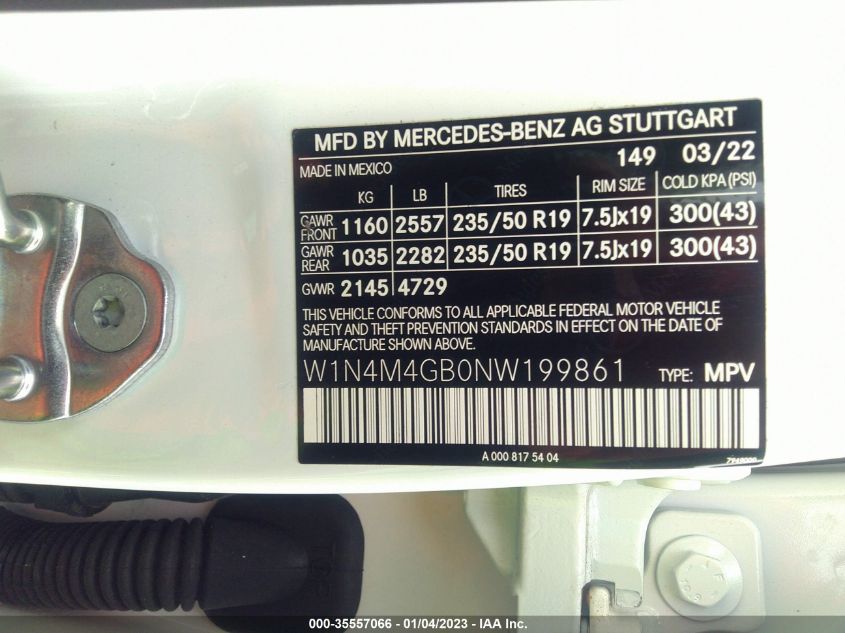 MFD BY MERCEDES-BENZ AG STUTTGART
MADE IN MEXICO 149 03/22
KG LB TIRES RIM SIZE COLD KPA (PSI)
GAWR FRONT 1160 2557 235/50 R19 7.5Jx19 300(43)
GAWR REAR 1035 2282 235/50 R19 7.5Jx19 300(43)
GVWR 2145 4729
THIS VEHICLE CONFORMS TO ALL APPLICABLE FEDERAL MOTOR VEHICLE
SAFETY AND THEFT PREVENTION STANDARDS IN EFFECT ON THE DATE OF
MANUFACTURE SHOWN ABOVE.
W1N4M4GB0NW199861 TYPE: MPV
A 000 817 54 04
000-35557066 - 01/04/2023 - IAA Inc.